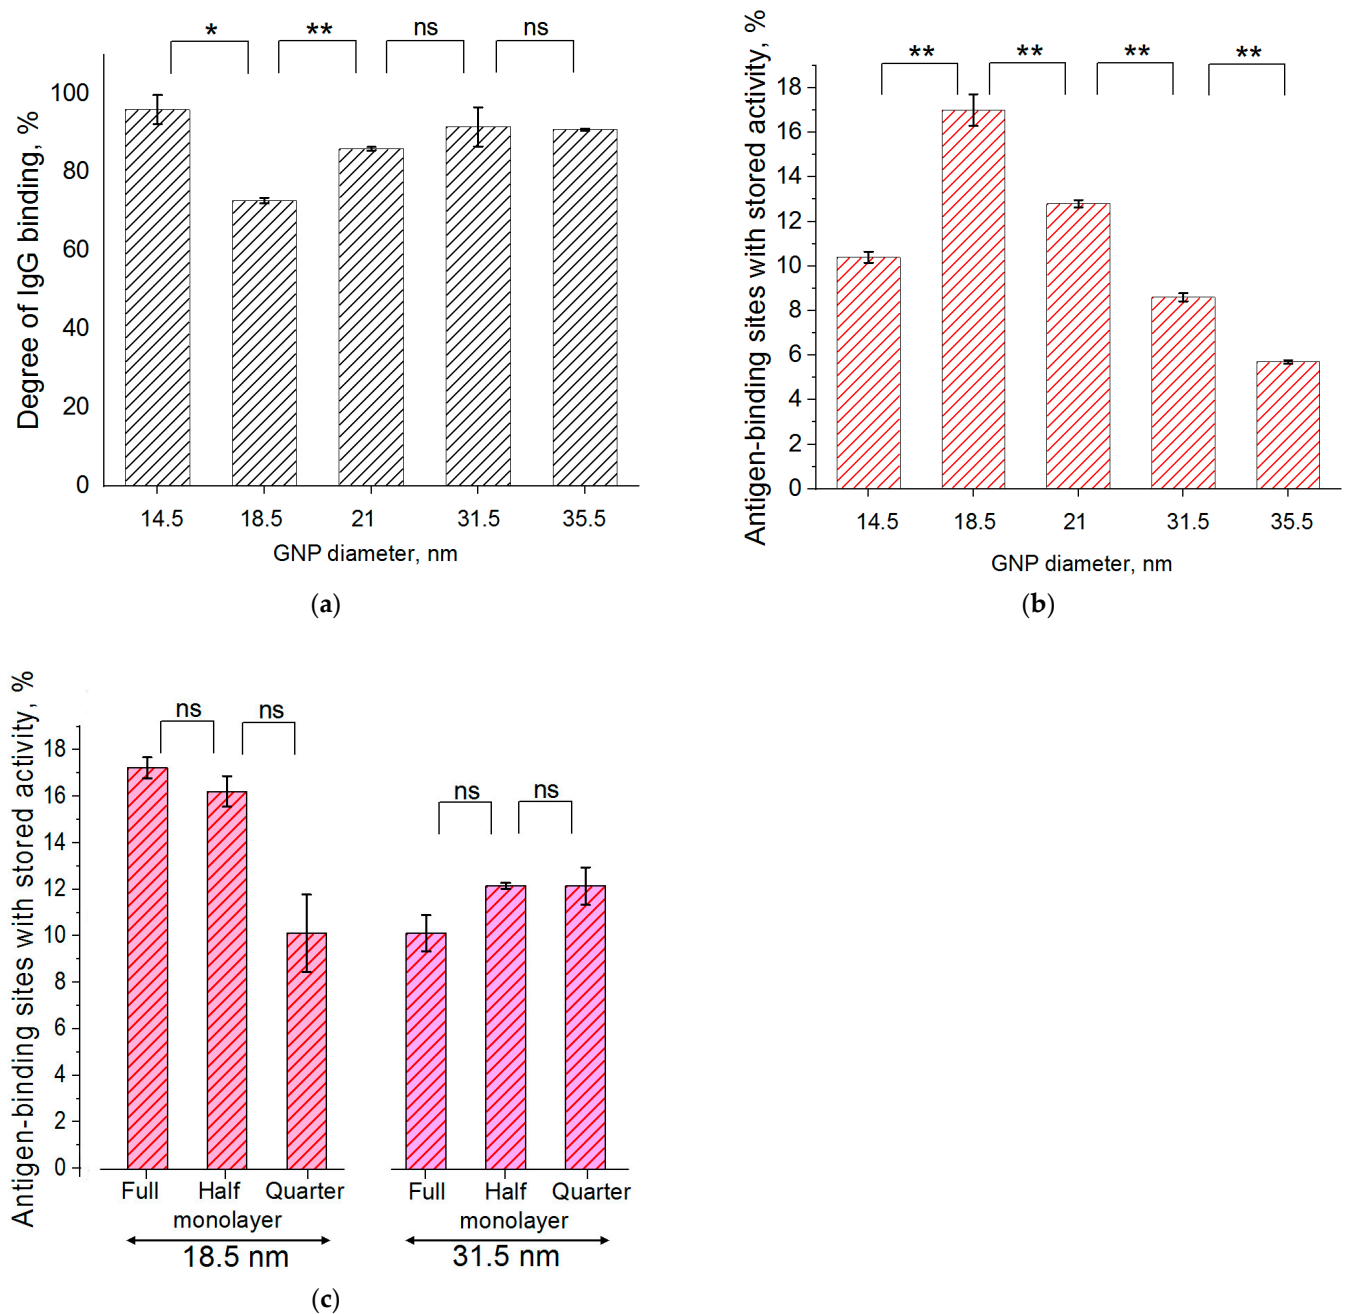 * ** ns ns
Degree of IgG binding, %
100
80
60
40
20
0
14.5 18.5 21 31.5 35.5
GNP diameter, nm
(a)
** ** ** **
Antigen-binding sites with stored activity, %
18
16
14
12
10
8
6
4
2
0
14.5 18.5 21 31.5 35.5
GNP diameter, nm
(b)
ns ns
ns ns
Antigen-binding sites with stored activity, %
18
16
14
12
10
8
6
4
2
0
Full Half Quarter
monolayer
18.5 nm
Full Half Quarter
monolayer
31.5 nm
(c)